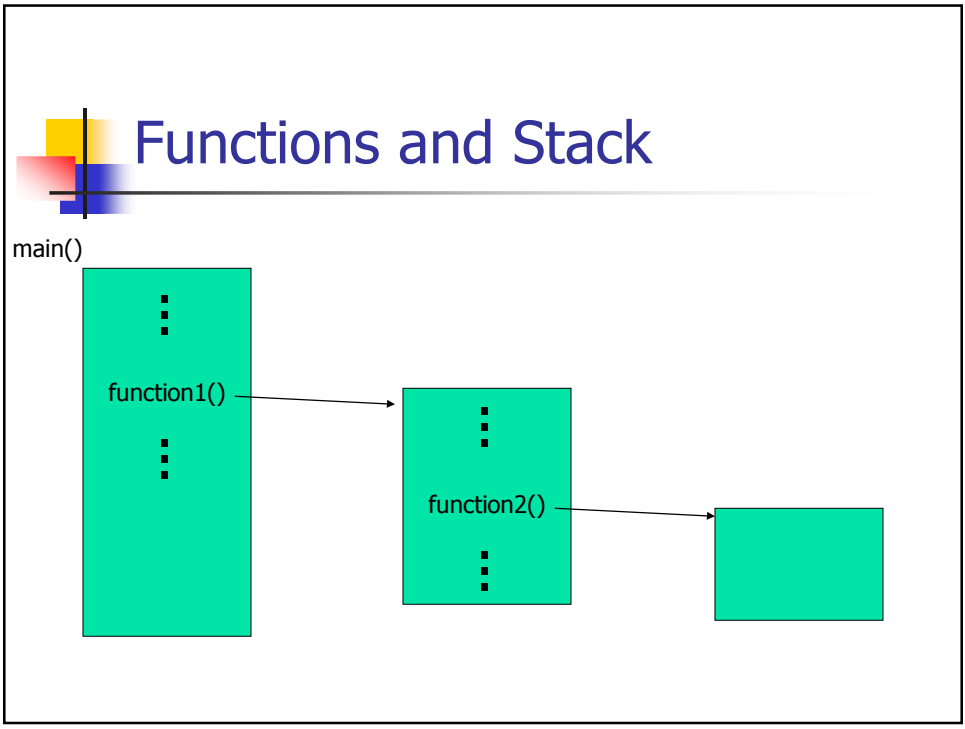 Functions and Stack
main()
function1()
function2()